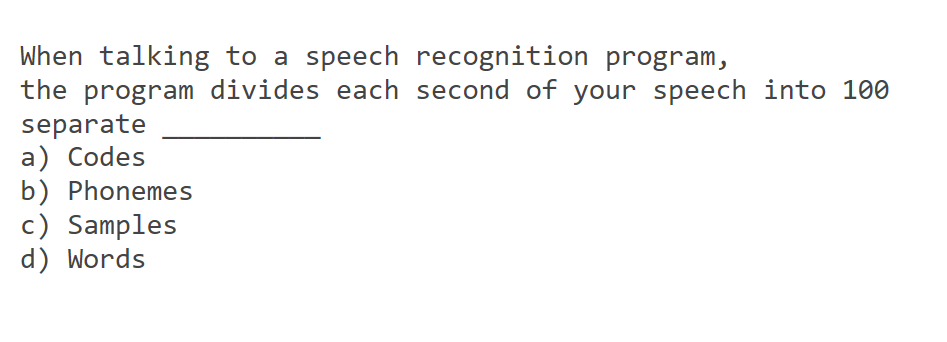 When talking to a speech recognition program,
the program divides each second of your speech into 100
separate __________
a) Codes
b) Phonemes
c) Samples
d) Words